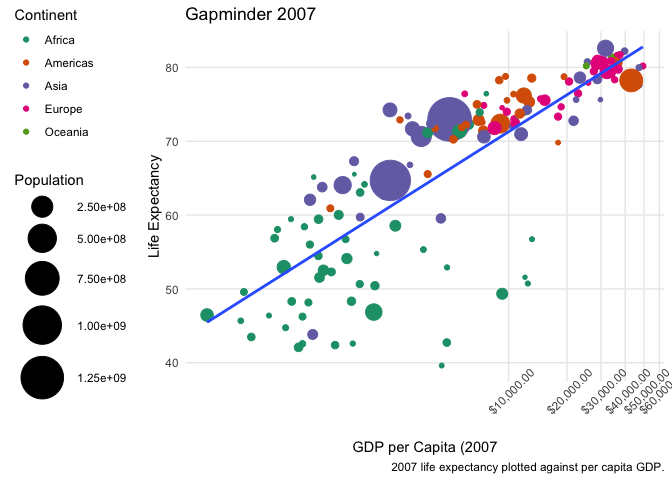 Continent
Africa
Americas
Asia
Europe
Oceania
Population
2.50e+08
5.00e+08
7.50e+08
1.00e+09
1.25e+09
Gapminder 2007
Life Expectancy
80
70
60
50
40
$10,000.00
$20,000.00
$30,000.00
$40,000.00
$50,000.00
GDP per Capita (2007
2007 life expectancy plotted against per capita GDP.